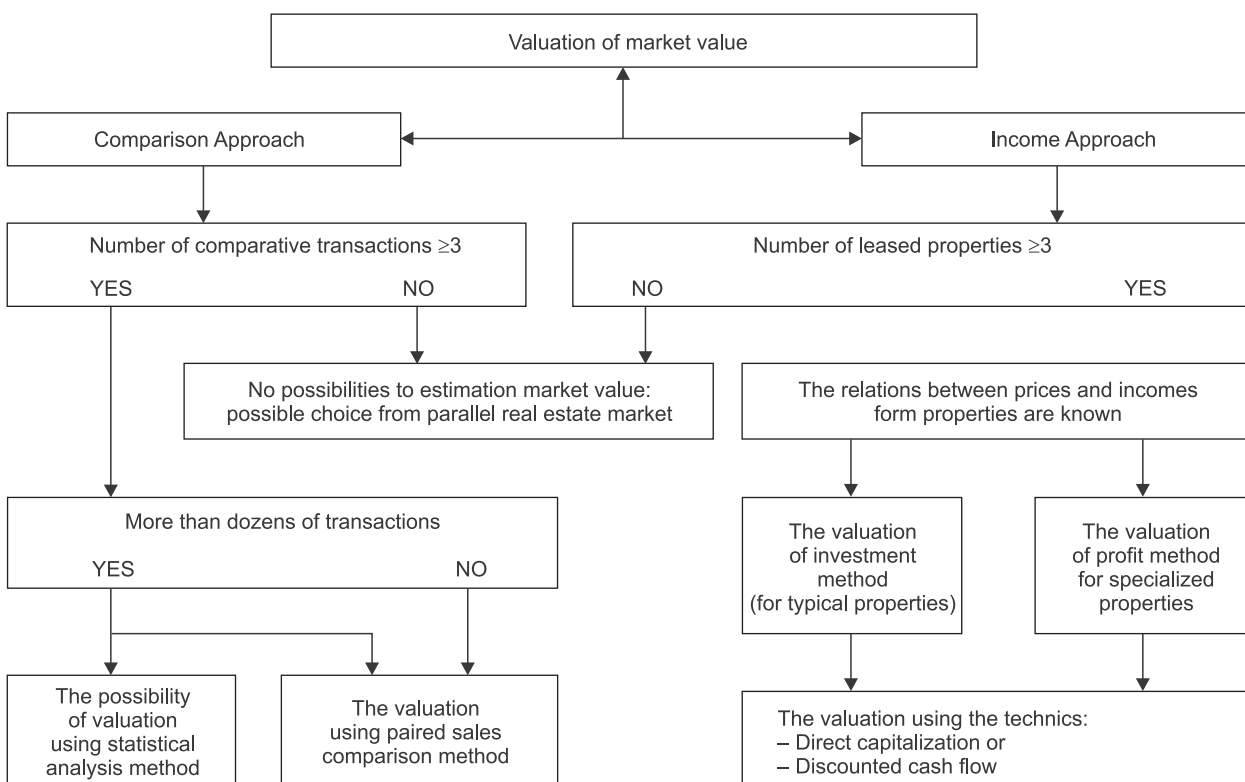 Valuation of market value
Comparison Approach
Income Approach
Number of comparative transactions ≥3
YES
NO
Number of leased properties ≥3
NO
YES
No possibilities to estimation market value:
possible choice from parallel real estate market
The relations between prices and incomes
form properties are known
More than dozens of transactions
YES
NO
The valuation
of investment
method
(for typical properties)
The valuation
of profit method
for specialized
properties
The possibility
of valuation
using statistical
analysis method
The valuation
using paired sales
comparison method
The valuation using the technics:
– Direct capitalization or
– Discounted cash flow